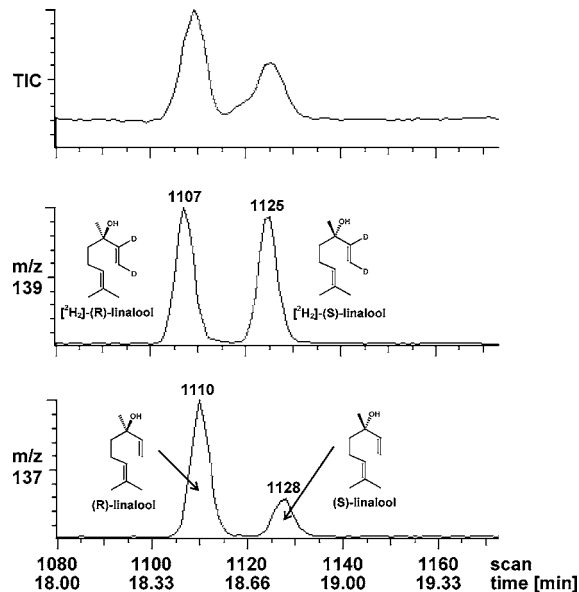 TIC
1107
1125
OH
D
D
OH
D
D
m/z
139
[²H₂]-(R)-linalool
[²H₂]-(S)-linalool
1110
OH
OH
1128
m/z
137
(R)-linalool
(S)-linalool
1080 1100 1120 1140 1160 scan
18.00 18.33 18.66 19.00 19.33 time [min]